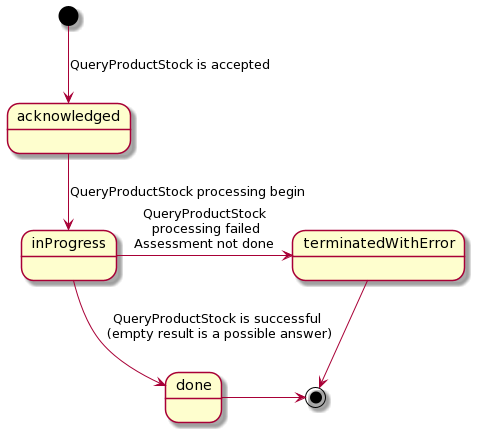 QueryProductStock is accepted
acknowledged
QueryProductStock processing begin
QueryProductStock
processing failed
Assessment not done
inProgress
terminatedWithError
QueryProductStock is successful
(empty result is a possible answer)
done